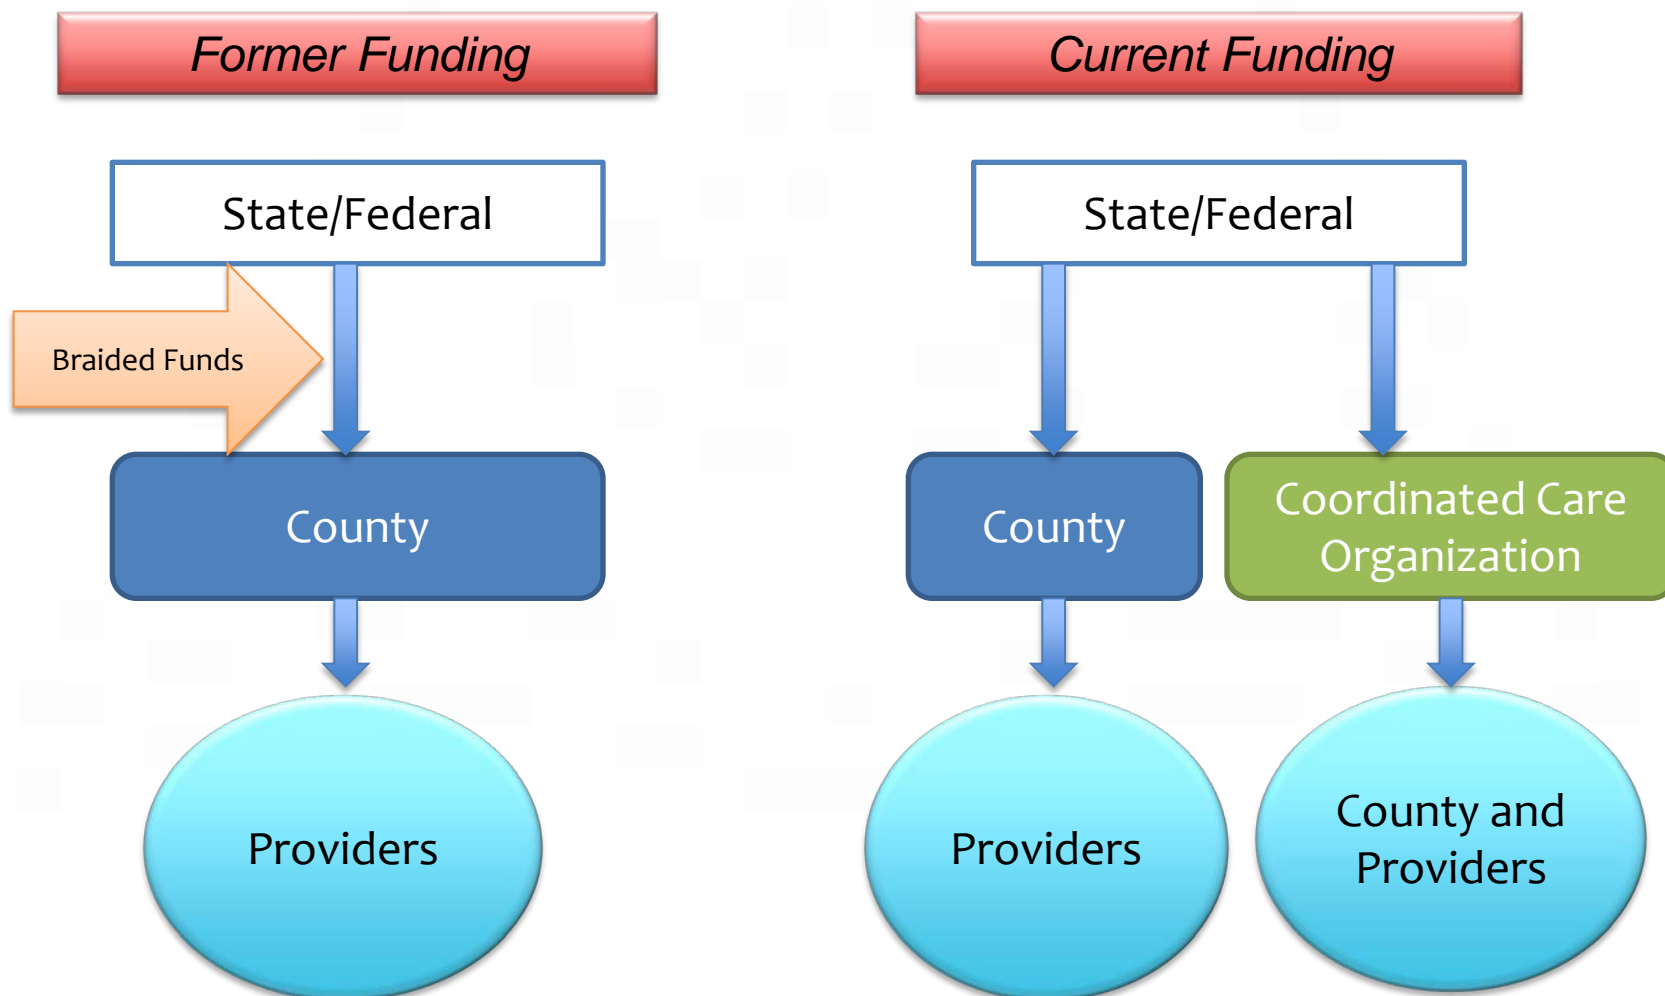 Former Funding
State/Federal
Braided Funds
County
Providers
Current Funding
State/Federal
County
Coordinated Care
Organization
Providers
County and
Providers